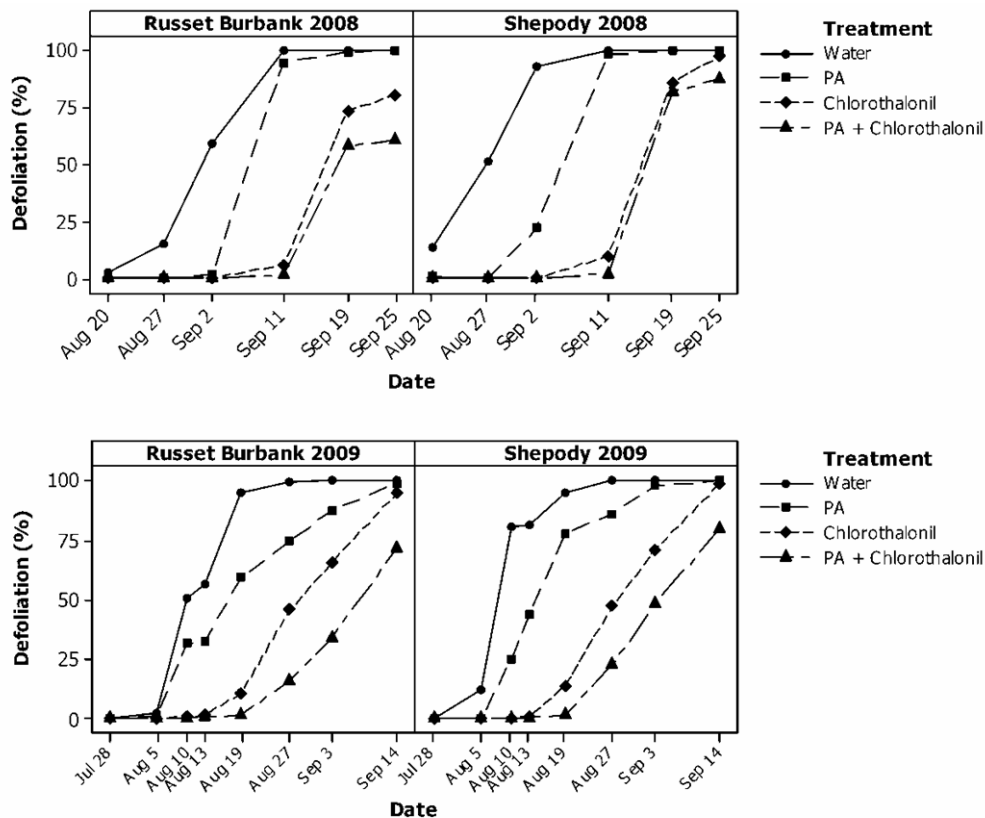 Russet Burbank 2008
Shepody 2008
Treatment
Water
PA
Chlorothalonil
PA + Chlorothalonil
Defoliation (%)
100
75
50
25
0
Aug 20
Aug 27
Sep 2
Sep 11
Sep 19
Sep 25
Aug 20
Aug 27
Sep 2
Sep 11
Sep 19
Sep 25
Date
Russet Burbank 2009
Shepody 2009
Treatment
Water
PA
Chlorothalonil
PA + Chlorothalonil
Defoliation (%)
100
75
50
25
0
Jul 28
Aug 5
Aug 10
Aug 13
Aug 19
Aug 27
Sep 3
Sep 14
Jul 28
Aug 5
Aug 10
Aug 13
Aug 19
Aug 27
Sep 3
Sep 14
Date